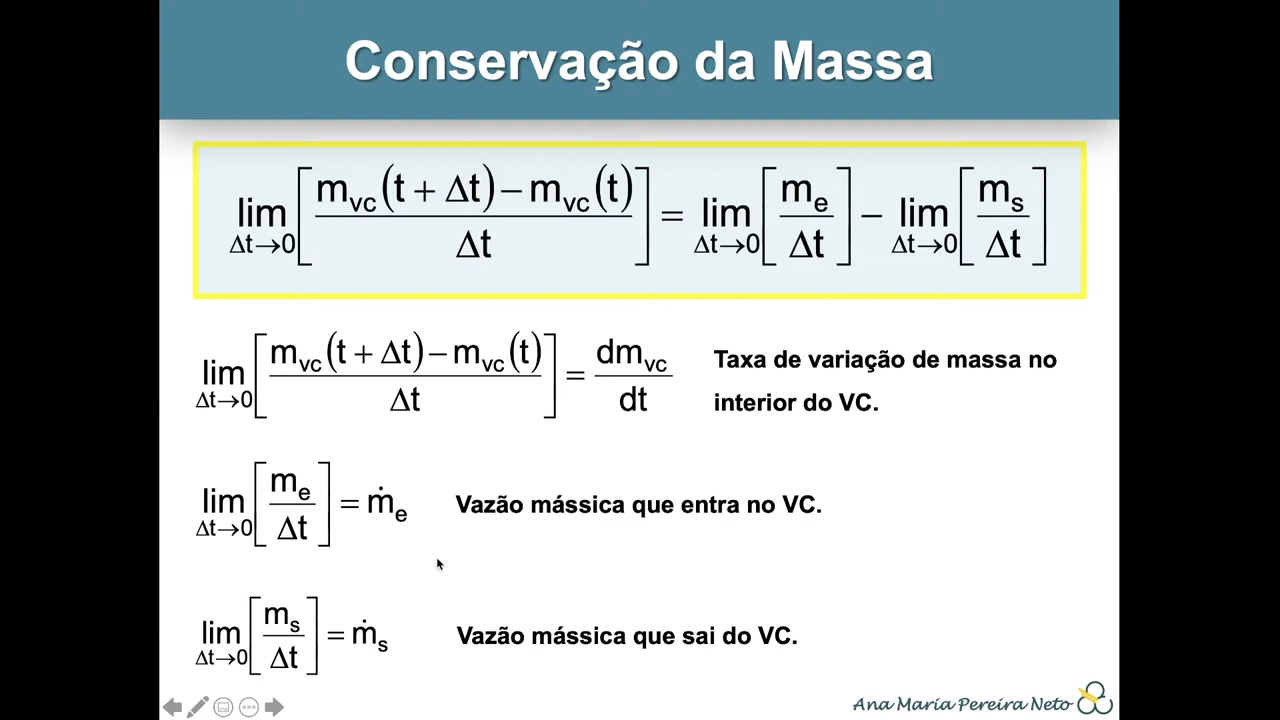 Conservação da Massa
lim Δt→0 [ m_vc(t + Δt) − m_vc(t) / Δt ] = lim Δt→0 [ m_e / Δt ] − lim Δt→0 [ m_s / Δt ]
lim Δt→0 [ m_vc(t + Δt) − m_vc(t) / Δt ] = dm_vc / dt
Taxa de variação de massa no
interior do VC.
lim Δt→0 [ m_e / Δt ] = ṁ_e
Vazão mássica que entra no VC.
lim Δt→0 [ m_s / Δt ] = ṁ_s
Vazão mássica que sai do VC.
Ana Maria Pereira Neto